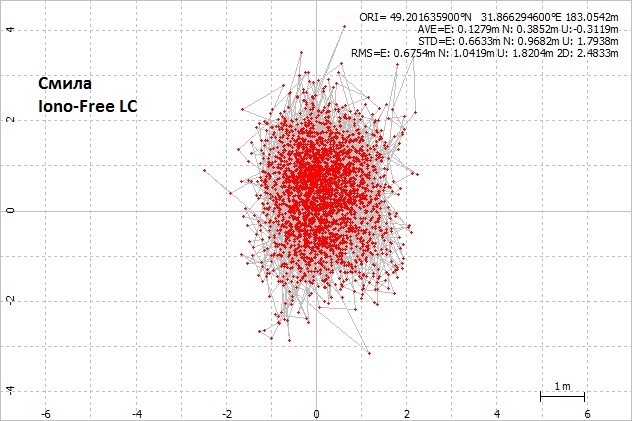 ORI= 49.201635900°N 31.866294600°E 183.0542m
AVE=E: 0.1279m N: 0.3852m U:-0.3119m
STD=E: 0.6633m N: 0.9682m U: 1.7938m
RMS=E: 0.6754m N: 1.0419m U: 1.8204m 2D: 2.4833m
Смила
Iono-Free LC
4
2
0
-2
-4
1 m
-6
-4
-2
0
2
4
6